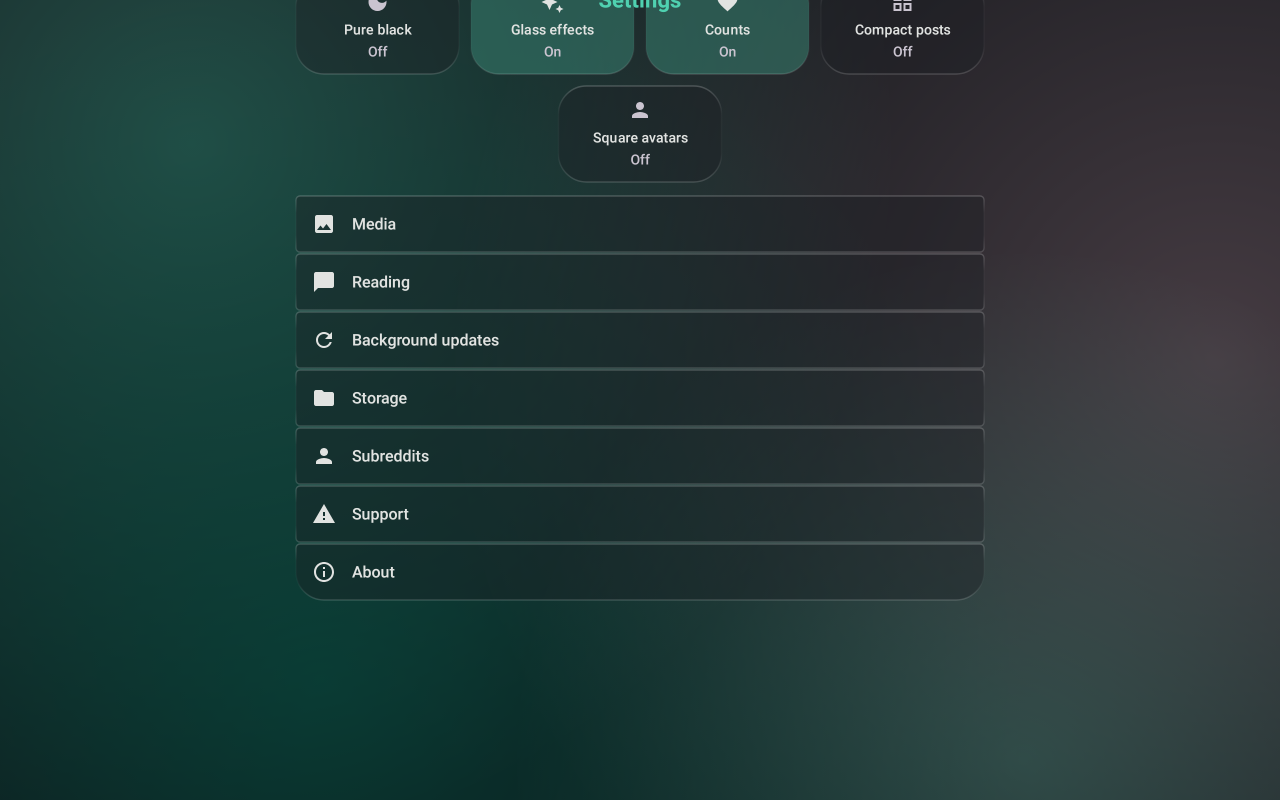 Settings
Pure black
Off
Glass effects
On
Counts
On
Compact posts
Off
Square avatars
Off
Media
Reading
Background updates
Storage
Subreddits
Support
About